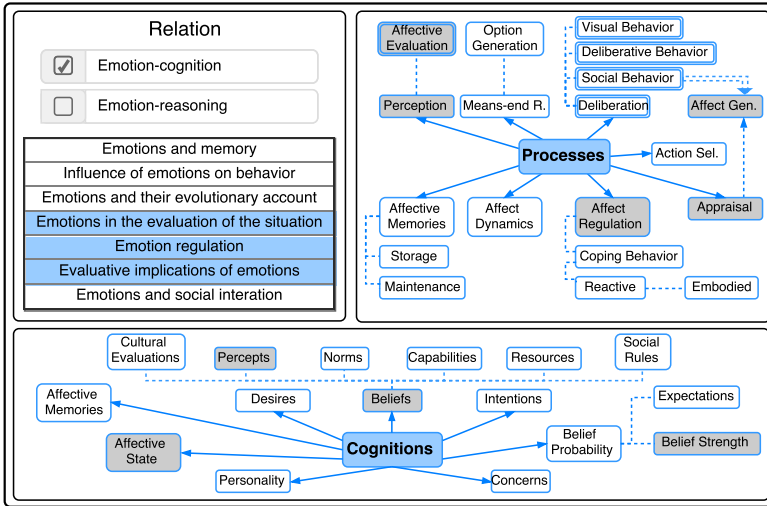 Relation
Emotion-cognition
Emotion-reasoning
Emotions and memory
Influence of emotions on behavior
Emotions and their evolutionary account
Emotions in the evaluation of the situation
Emotion regulation
Evaluative implications of emotions
Emotions and social interation
Affective
Evaluation
Option
Generation
Visual Behavior
Deliberative Behavior
Social Behavior
Perception
Means-end R.
Deliberation
Affect Gen.
Processes
Action Sel.
Affective
Memories
Affect
Dynamics
Affect
Regulation
Appraisal
Storage
Coping Behavior
Maintenance
Reactive
Embodied
Cultural
Evaluations
Percepts
Norms
Capabilities
Resources
Social
Rules
Affective
Memories
Desires
Beliefs
Intentions
Expectations
Affective
State
Cognitions
Belief
Probability
Belief Strength
Personality
Concerns